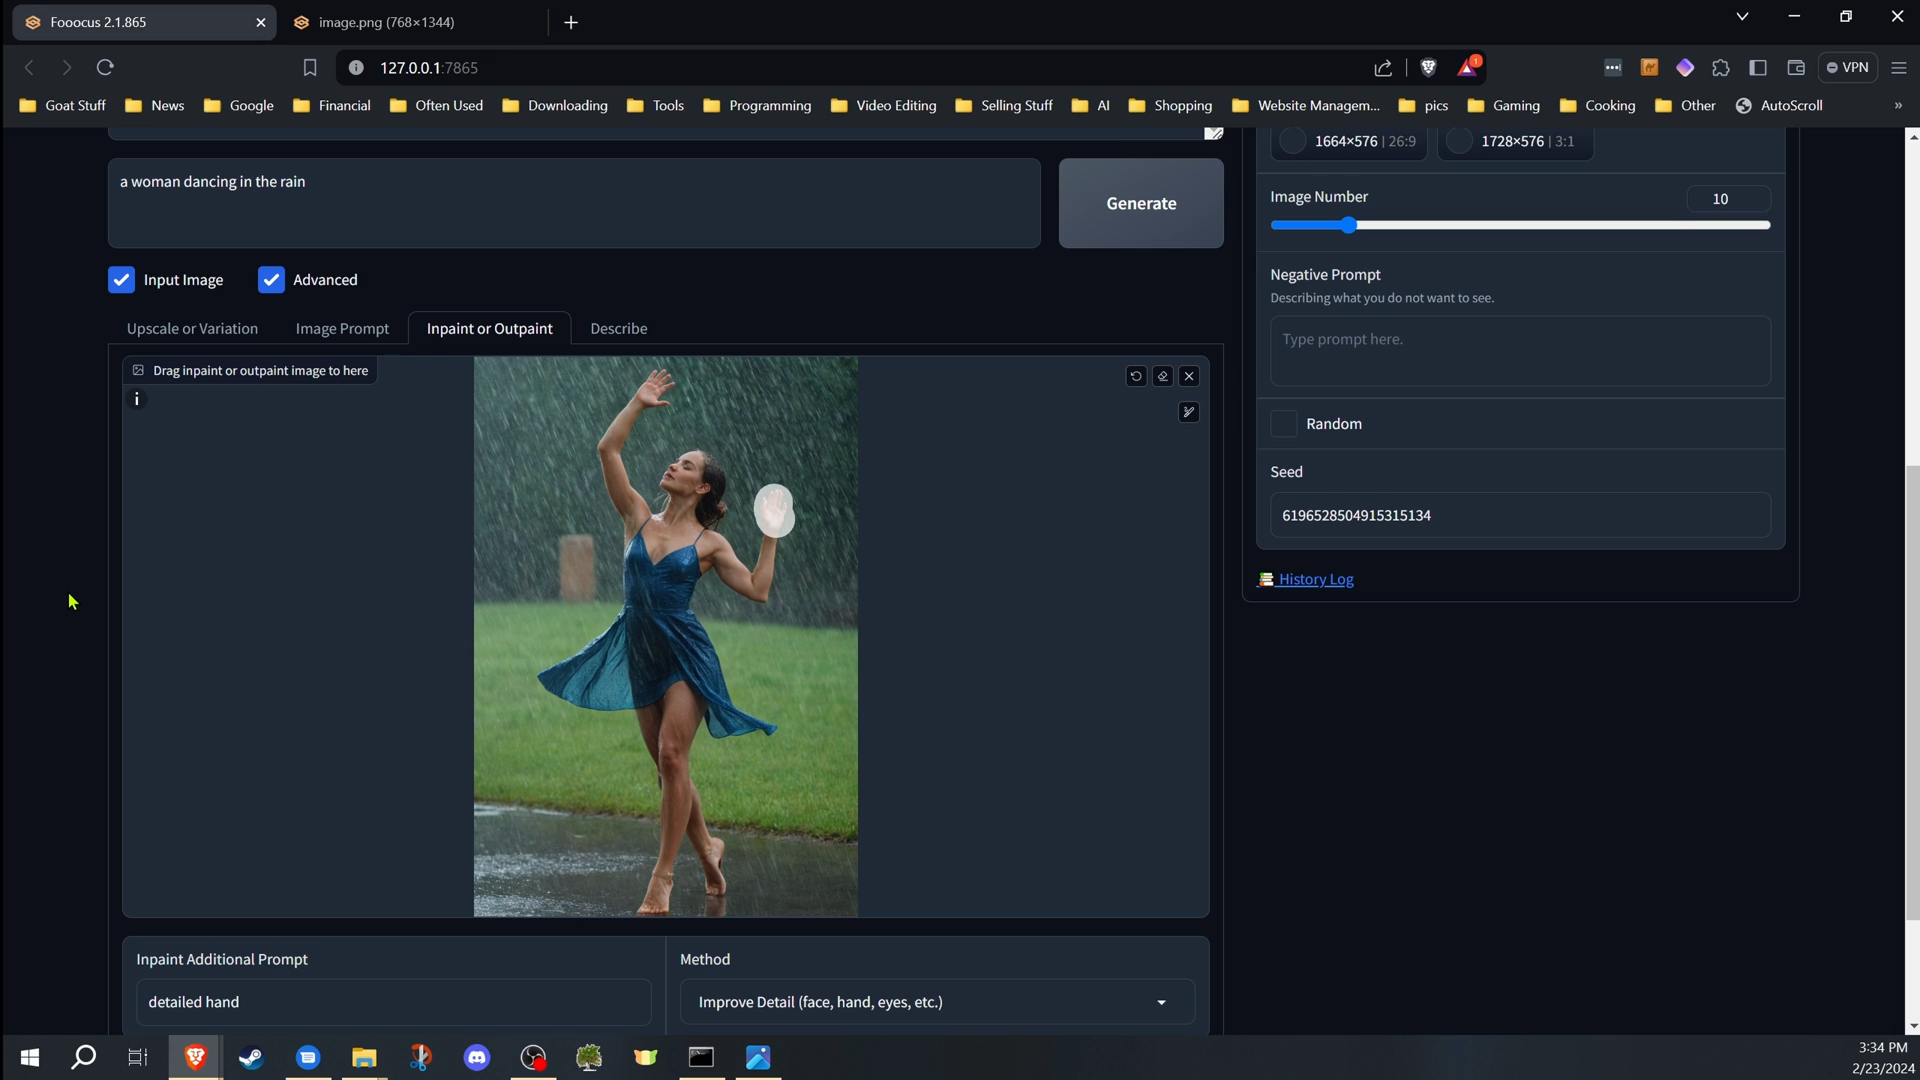 Fooocus 2.1.865
image.png (768×1344)
127.0.0.1:7865
1
VPN
Goat Stuff
News
Google
Financial
Often Used
Downloading
Tools
Programming
Video Editing
Selling Stuff
AI
Shopping
Website Managem...
pics
Gaming
Cooking
Other
AutoScroll
»
1664×576 | 26:9
1728×576 | 3:1
a woman dancing in the rain
Generate
Image Number
10
Negative Prompt
Describing what you do not want to see.
Type prompt here.
Input Image
Advanced
Upscale or Variation
Image Prompt
Inpaint or Outpaint
Describe
Drag inpaint or outpaint image to here
i
Random
Seed
6196528504915315134
History Log
Inpaint Additional Prompt
detailed hand
Method
Improve Detail (face, hand, eyes, etc.)
3:34 PM
2/23/2024